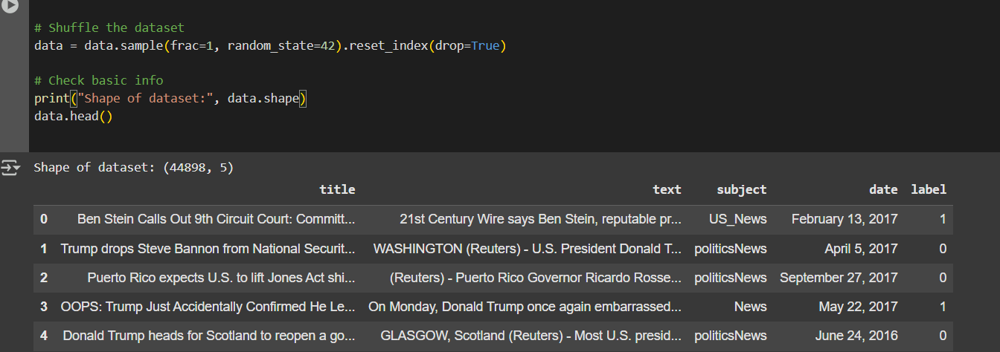 # Shuffle the dataset
data = data.sample(frac=1, random_state=42).reset_index(drop=True)
# Check basic info
print("Shape of dataset:", data.shape)
data.head()
Shape of dataset: (44898, 5)
title text subject date label
0 Ben Stein Calls Out 9th Circuit Court: Committ... 21st Century Wire says Ben Stein, reputable pr... US_News February 13, 2017 1
1 Trump drops Steve Bannon from National Securit... WASHINGTON (Reuters) - U.S. President Donald T... politicsNews April 5, 2017 0
2 Puerto Rico expects U.S. to lift Jones Act shi... (Reuters) - Puerto Rico Governor Ricardo Rosse... politicsNews September 27, 2017 0
3 OOPS: Trump Just Accidentally Confirmed He Le... On Monday, Donald Trump once again embarrassed... News May 22, 2017 1
4 Donald Trump heads for Scotland to reopen a go... GLASGOW, Scotland (Reuters) - Most U.S. presid... politicsNews June 24, 2016 0